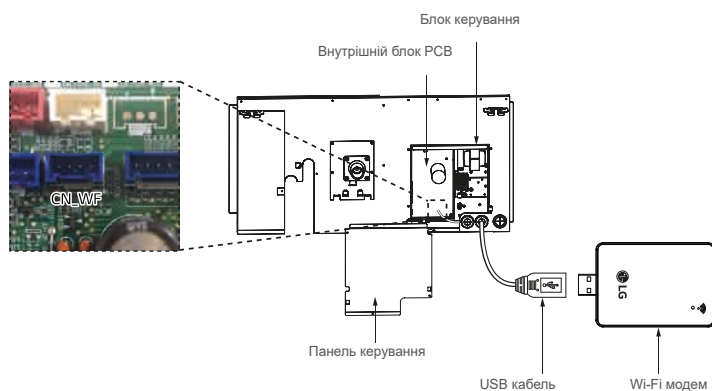 Блок керування
Внутрішній блок PCB
CN_WF
LG
Панель керування
USB кабель
Wi-Fi модем